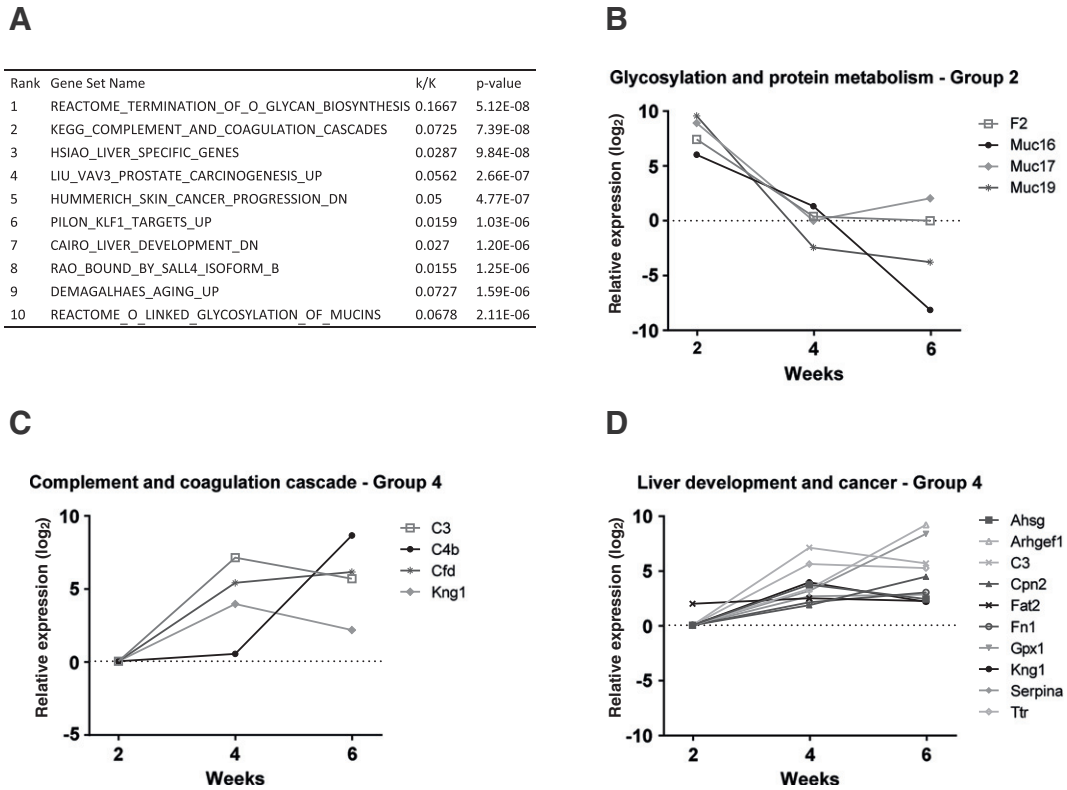 A
Rank Gene Set Name k/K p-value
1 REACTOME_TERMINATION_OF_O_GLYCAN_BIOSYNTHESIS 0.1667 5.12E-08
2 KEGG_COMPLEMENT_AND_COAGULATION_CASCADES 0.0725 7.39E-08
3 HSIAO_LIVER_SPECIFIC_GENES 0.0287 9.84E-08
4 LIU_VAV3_PROSTATE_CARCINOGENESIS_UP 0.0562 2.66E-07
5 HUMMERICH_SKIN_CANCER_PROGRESSION_DN 0.05 4.77E-07
6 PILON_KLF1_TARGETS_UP 0.0159 1.03E-06
7 CAIRO_LIVER_DEVELOPMENT_DN 0.027 1.20E-06
8 RAO_BOUND_BY_SALL4_ISOFORM_B 0.0155 1.25E-06
9 DEMAGALHAES_AGING_UP 0.0727 1.59E-06
10 REACTOME_O_LINKED_GLYCOSYLATION_OF_MUCINS 0.0678 2.11E-06
B
Glycosylation and protein metabolism - Group 2
Relative expression (log2)
10
5
0
-5
-10
2 4 6
Weeks
F2
Muc16
Muc17
Muc19
C
Complement and coagulation cascade - Group 4
Relative expression (log2)
10
5
0
-5
2 4 6
Weeks
C3
C4b
Cfd
Kng1
D
Liver development and cancer - Group 4
Relative expression (log2)
10
5
0
-5
-10
2 4 6
Weeks
Ahsg
Arhgef1
C3
Cpn2
Fat2
Fn1
Gpx1
Kng1
Serpina
Ttr